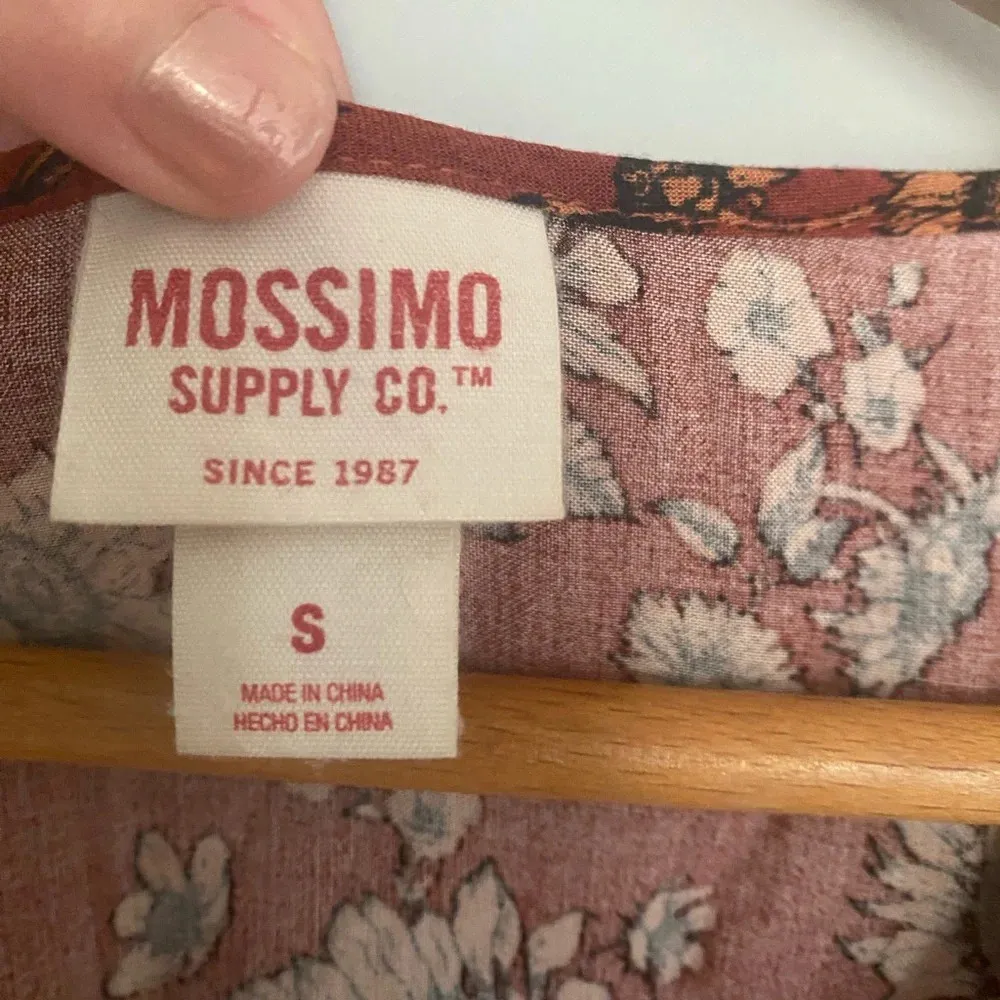 MOSSIMO
SUPPLY CO.™
SINCE 1987
S
MADE IN CHINA
HECHO EN CHINA